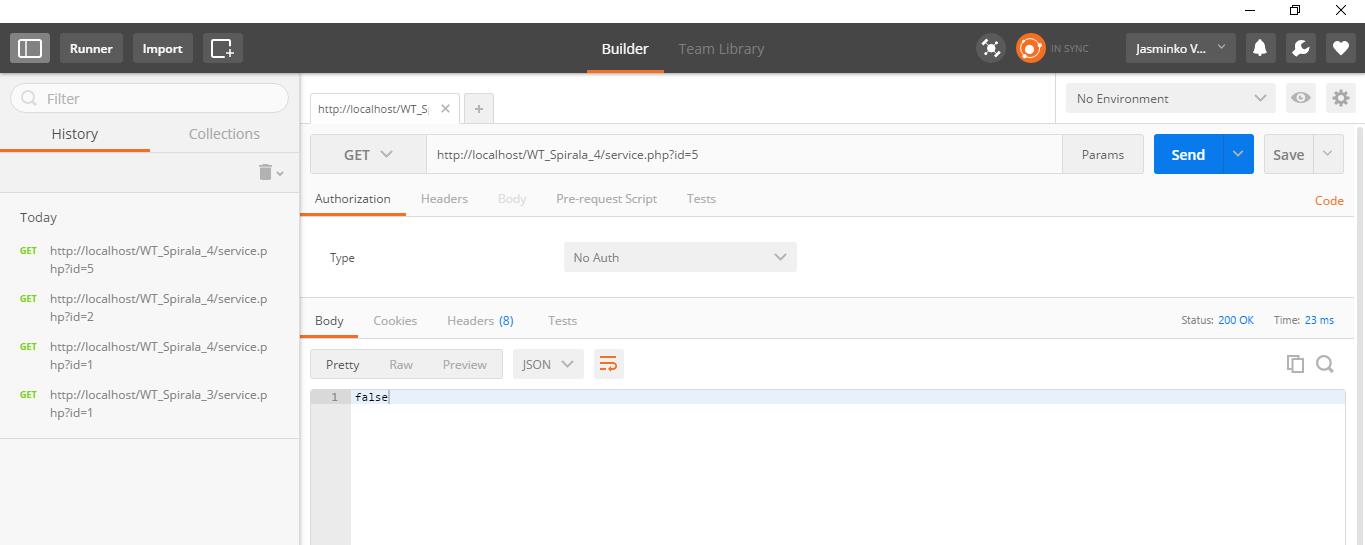 Runner
Import
Builder
Team Library
IN SYNC
Jasminko V...
Filter
History
Collections
Today
GET http://localhost/WT_Spirala_4/service.p
hp?id=5
GET http://localhost/WT_Spirala_4/service.p
hp?id=2
GET http://localhost/WT_Spirala_4/service.p
hp?id=1
GET http://localhost/WT_Spirala_3/service.p
hp?id=1
http://localhost/WT_S
No Environment
GET
http://localhost/WT_Spirala_4/service.php?id=5
Params
Send
Save
Authorization
Headers
Body
Pre-request Script
Tests
Code
Type
No Auth
Body
Cookies
Headers (8)
Tests
Status: 200 OK
Time: 23 ms
Pretty
Raw
Preview
JSON
1 false